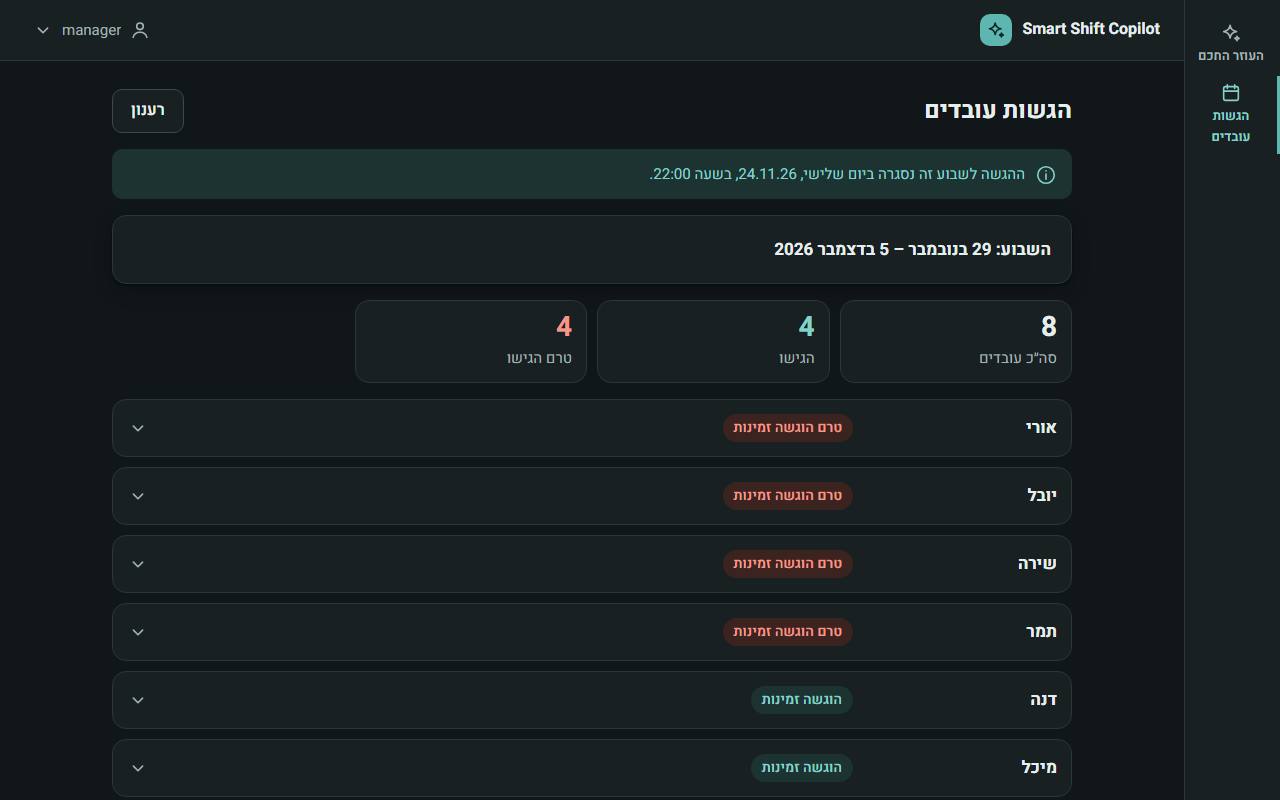 העוזר החכם
הגשות
עובדים
Smart Shift Copilot
manager
הגשות עובדים
רענון
ההגשה לשבוע זה נסגרה ביום שלישי, 24.11.26, בשעה 22:00.
השבוע: 29 בנובמבר – 5 בדצמבר 2026
8
סה״כ עובדים
4
הגישו
4
טרם הגישו
אורי
טרם הוגשה זמינות
יובל
טרם הוגשה זמינות
שירה
טרם הוגשה זמינות
תמר
טרם הוגשה זמינות
דנה
הוגשה זמינות
מיכל
הוגשה זמינות